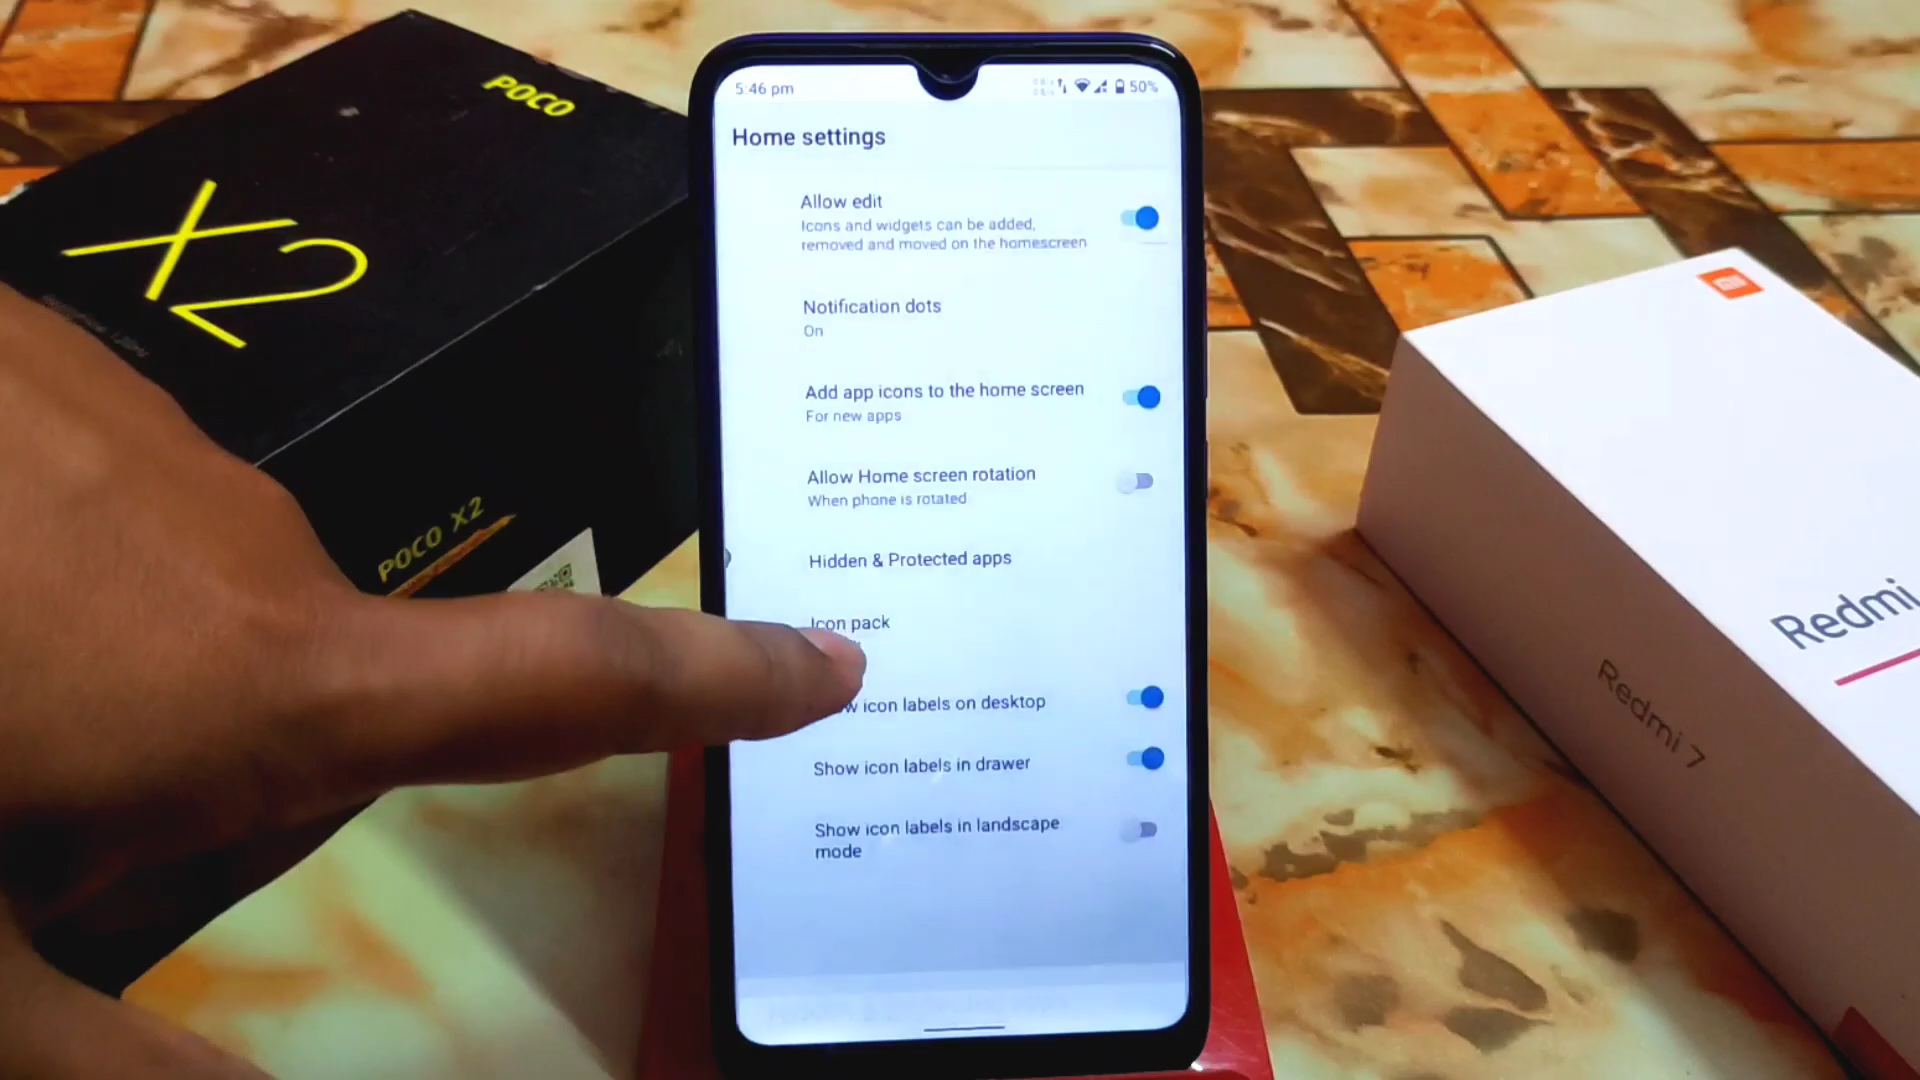 POCO
X2
POCO X2
5:46 pm
50%
Home settings
Allow edit
Icons and widgets can be added,
removed and moved on the homescreen
Notification dots
On
Add app icons to the home screen
For new apps
Allow Home screen rotation
When phone is rotated
Hidden & Protected apps
Icon pack
icon labels on desktop
Show icon labels in drawer
Show icon labels in landscape
mode
Redmi
Redmi 7